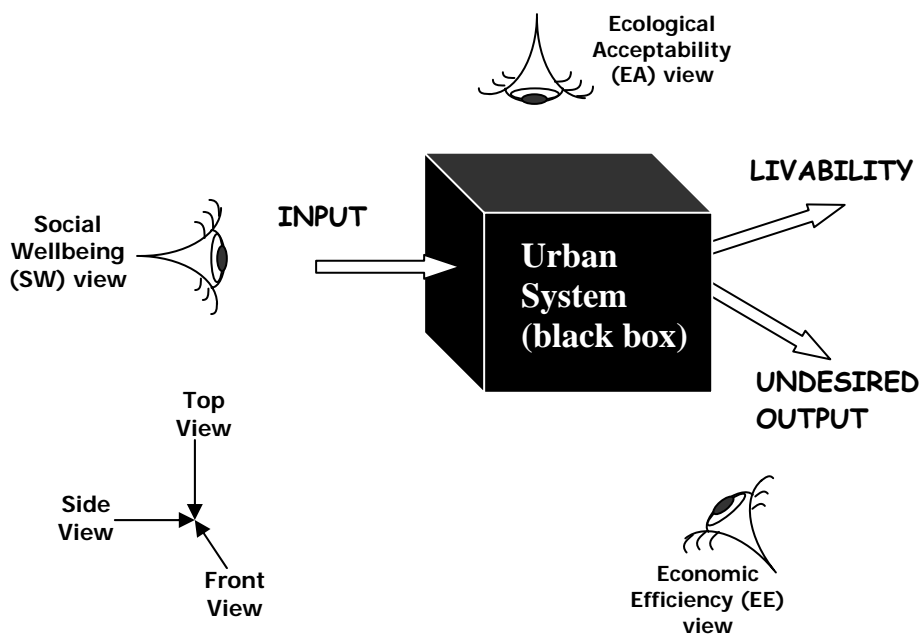 Ecological
Acceptability
(EA) view
LIVABILITY
INPUT
Social
Wellbeing
(SW) view
Urban
System
(black box)
UNDESIRED
OUTPUT
Top
View
Side
View
Front
View
Economic
Efficiency (EE)
view